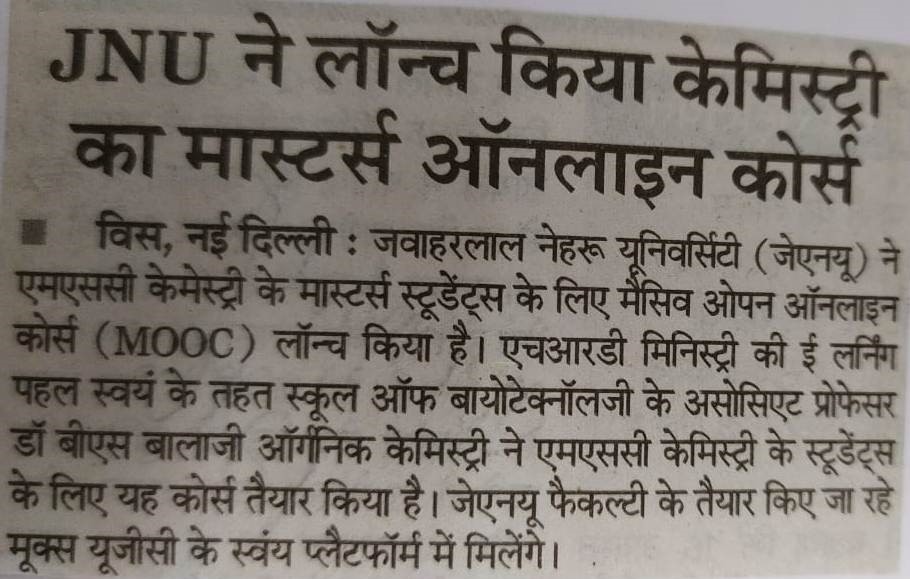 JNU ने लॉन्च किया केमिस्ट्री
का मास्टर्स ऑनलाइन कोर्स
■ विस, नई दिल्ली : जवाहरलाल नेहरू यूनिवर्सिटी (जेएनयू) ने
एमएससी केमेस्ट्री के मास्टर्स स्टूडेंट्स के लिए मैसिव ओपन ऑनलाइन
कोर्स (MOOC) लॉन्च किया है। एचआरडी मिनिस्ट्री की ई लर्निंग
पहल स्वयं के तहत स्कूल ऑफ बायोटेक्नॉलजी के असोसिएट प्रोफेसर
डॉ बीएस बालाजी ऑर्गेनिक केमिस्ट्री ने एमएससी केमिस्ट्री के स्टूडेंट्स
के लिए यह कोर्स तैयार किया है। जेएनयू फैकल्टी के तैयार किए जा रहे
मूक्स यूजीसी के स्वंय प्लैटफॉर्म में मिलेंगे।